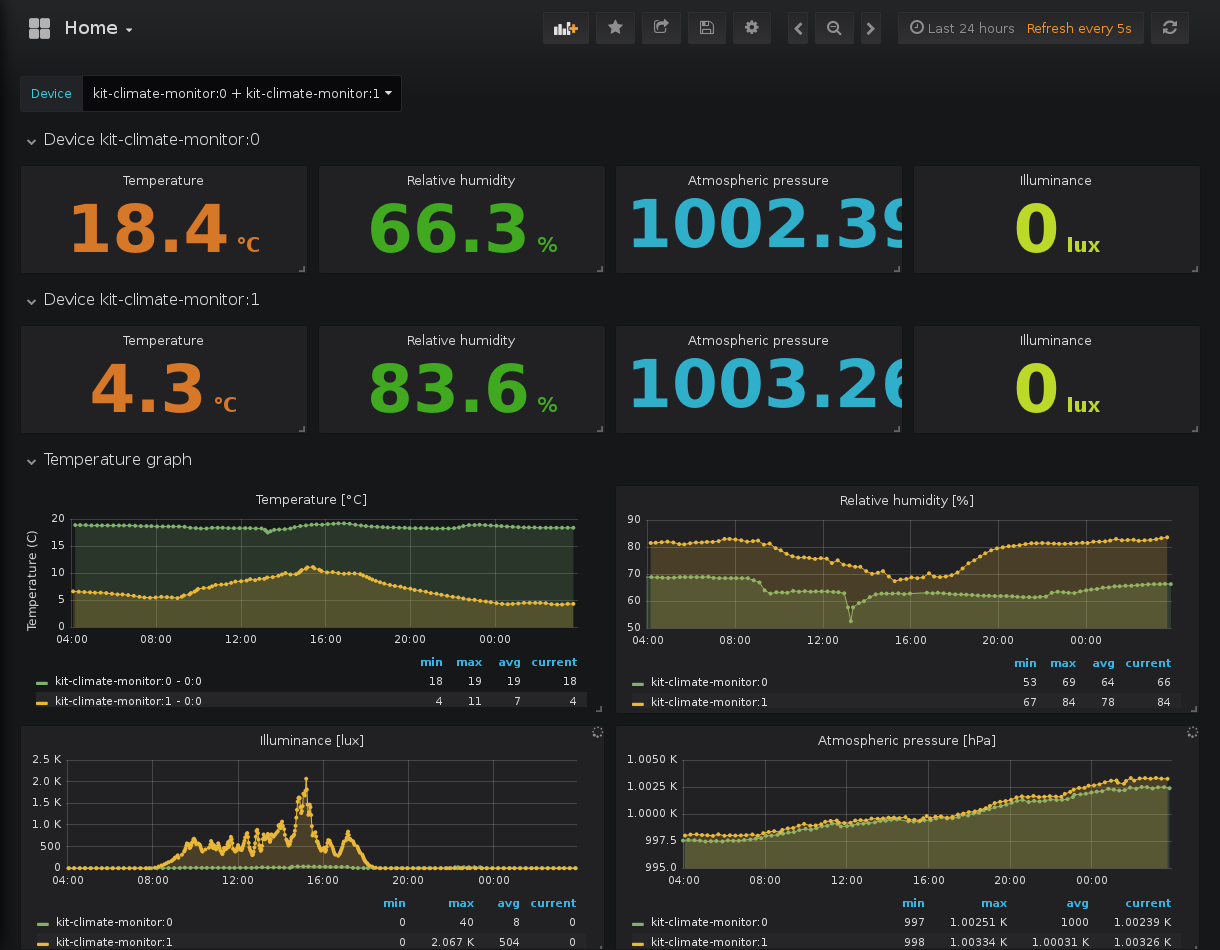 Home
Last 24 hours Refresh every 5s
Device kit-climate-monitor:0 + kit-climate-monitor:1
Device kit-climate-monitor:0
Temperature Relative humidity Atmospheric pressure Illuminance
18.4 °C 66.3 % 1002.39 0 lux
Device kit-climate-monitor:1
Temperature Relative humidity Atmospheric pressure Illuminance
4.3 °C 83.6 % 1003.26 0 lux
Temperature graph
Temperature [°C]
Temperature (C)
20
15
10
5
0
04:00 08:00 12:00 16:00 20:00 00:00
min max avg current
kit-climate-monitor:0 - 0:0 18 19 19 18
kit-climate-monitor:1 - 0:0 4 11 7 4
Relative humidity [%]
90
80
70
60
50
04:00 08:00 12:00 16:00 20:00 00:00
min max avg current
kit-climate-monitor:0 53 69 64 66
kit-climate-monitor:1 67 84 78 84
Illuminance [lux]
2.5 K
2.0 K
1.5 K
1.0 K
500
0
04:00 08:00 12:00 16:00 20:00 00:00
min max avg current
kit-climate-monitor:0 0 40 8 0
kit-climate-monitor:1 0 2.067 K 504 0
Atmospheric pressure [hPa]
1.0050 K
1.0025 K
1.0000 K
997.5
995.0
04:00 08:00 12:00 16:00 20:00 00:00
min max avg current
kit-climate-monitor:0 997 1.00251 K 1000 1.00239 K
kit-climate-monitor:1 998 1.00334 K 1.00031 K 1.00326 K